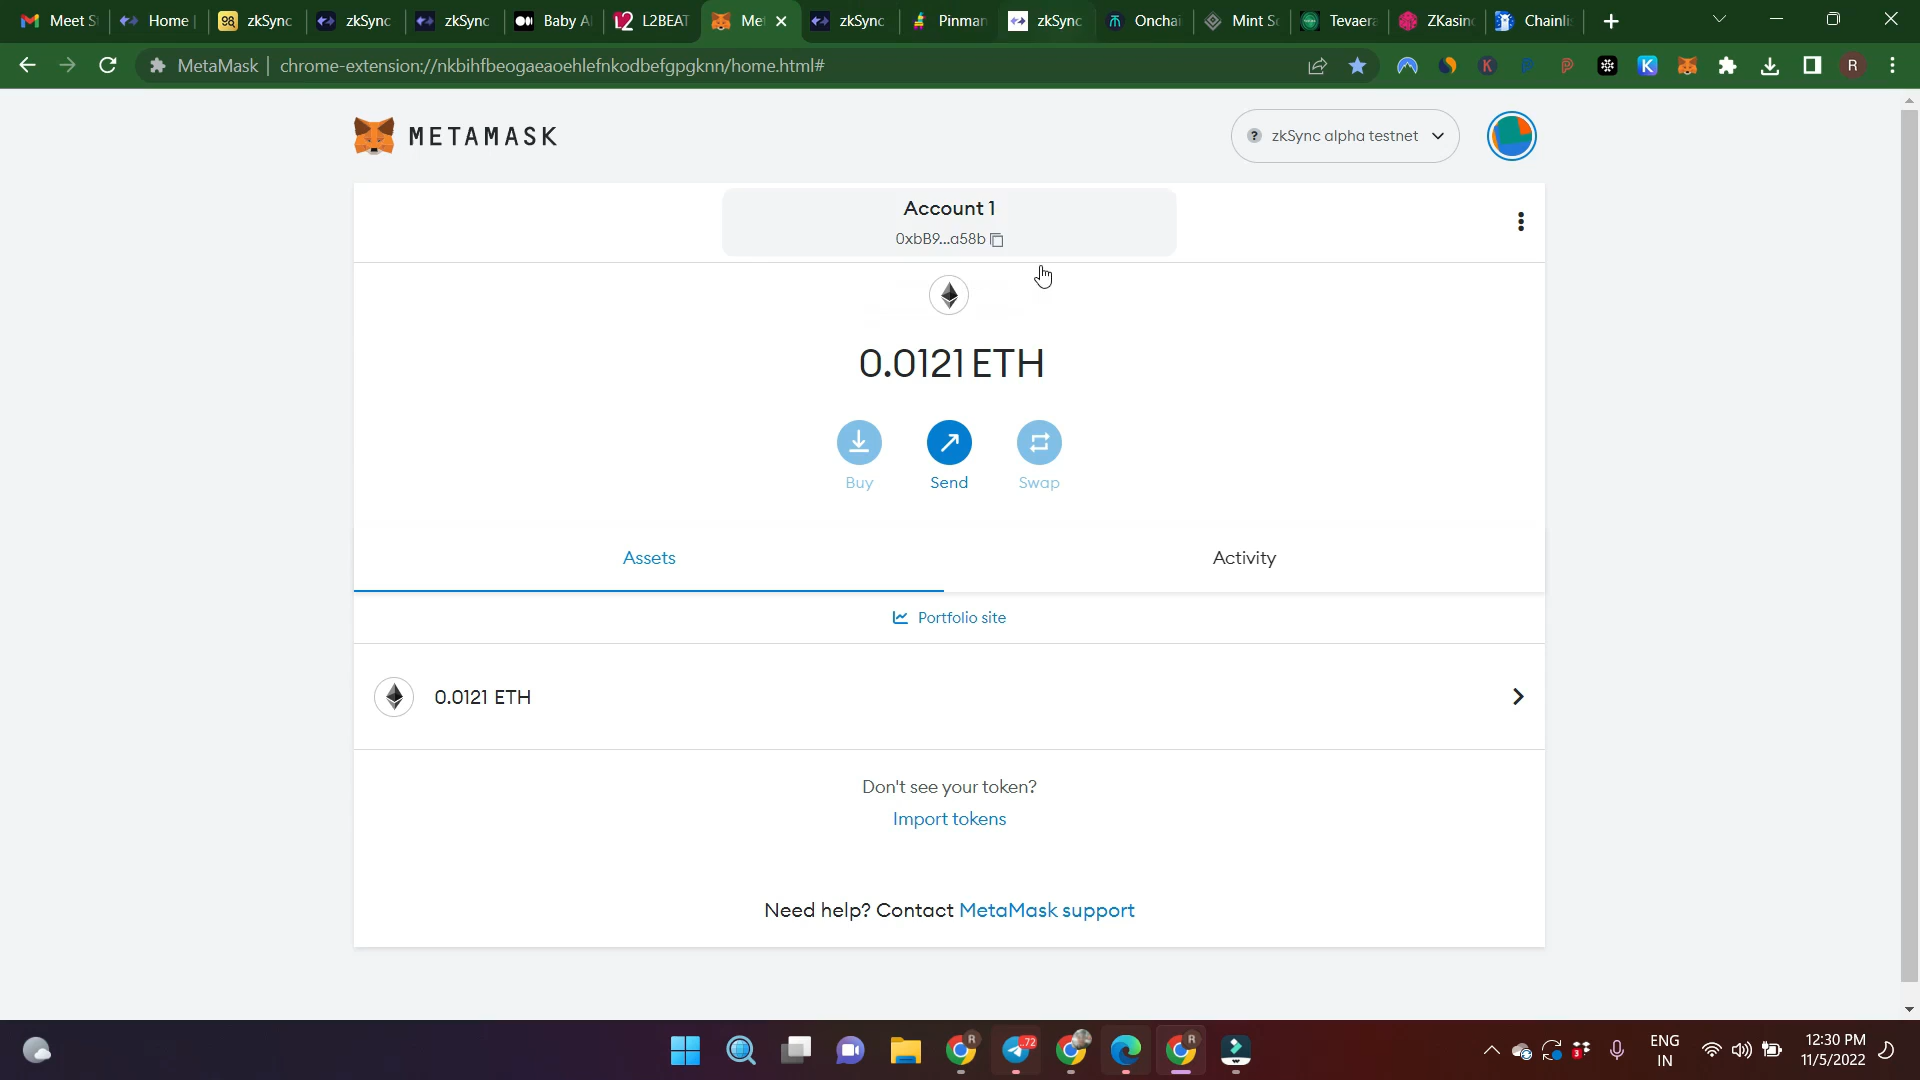 Meet S
Home
zkSync
zkSync
zkSync
Baby A
L2BEAT
Me
zkSync
Pinman
zkSync
Onchai
Mint Se
Tevaera
ZKasin
Chainli
MetaMask | chrome-extension://nkbihfbeogaeaoehlefnkodbefgpgknn/home.html#
R
METAMASK
? zkSync alpha testnet
Account 1
0xbB9...a58b
0.0121 ETH
Buy
Send
Swap
Assets
Activity
Portfolio site
0.0121 ETH
Don't see your token?
Import tokens
Need help? Contact MetaMask support
72
ENG
IN
12:30 PM
11/5/2022